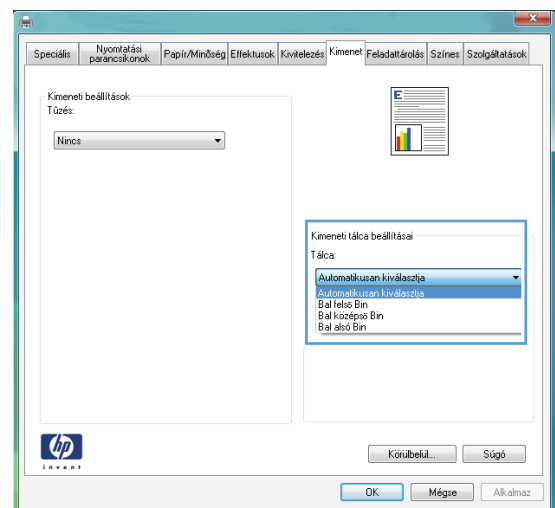 Speciális Nyomtatási parancsikonok Papír/Minőség Effektusok Kivitelezés Kimenet Feladattárolás Színes Szolgáltatások
Kimeneti beállítások
Tűzés:
Nincs
E
Kimeneti tálca beállításai
Tálca:
Automatikusan kiválasztja
Automatikusan kiválasztja
Bal felső Bin
Bal középső Bin
Bal alsó Bin
hp
invent
Körülbelül... Súgó
OK Mégse Alkalmaz